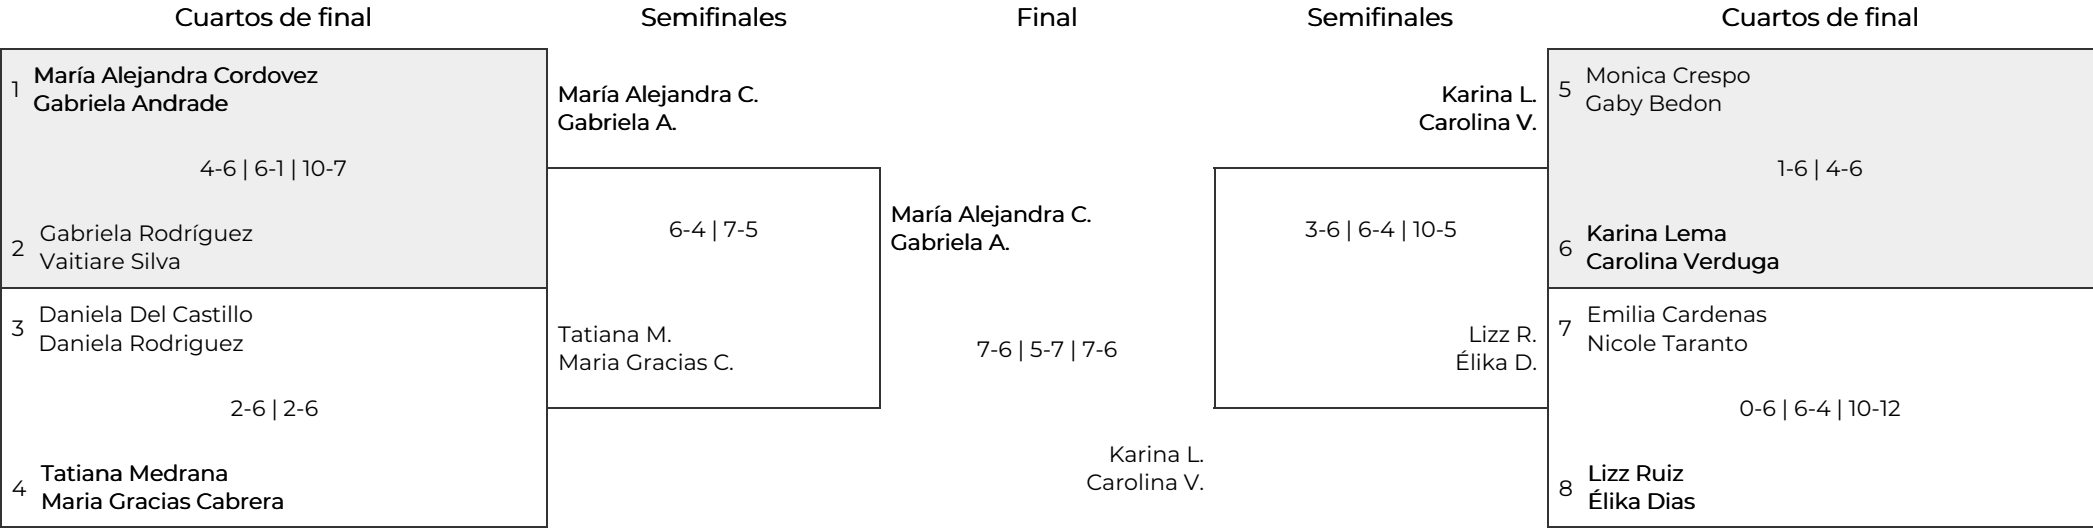 Cuartos de final
Semifinales
Final
Semifinales
Cuartos de final
1
María Alejandra Cordovez
Gabriela Andrade
4-6 | 6-1 | 10-7
2
Gabriela Rodríguez
Vaitiare Silva
3
Daniela Del Castillo
Daniela Rodriguez
2-6 | 2-6
4
Tatiana Medrana
Maria Gracias Cabrera
María Alejandra C.
Gabriela A.
6-4 | 7-5
Tatiana M.
Maria Gracias C.
María Alejandra C.
Gabriela A.
7-6 | 5-7 | 7-6
Karina L.
Carolina V.
Karina L.
Carolina V.
3-6 | 6-4 | 10-5
Lizz R.
Élika D.
5
Monica Crespo
Gaby Bedon
1-6 | 4-6
6
Karina Lema
Carolina Verduga
7
Emilia Cardenas
Nicole Taranto
0-6 | 6-4 | 10-12
8
Lizz Ruiz
Élika Dias